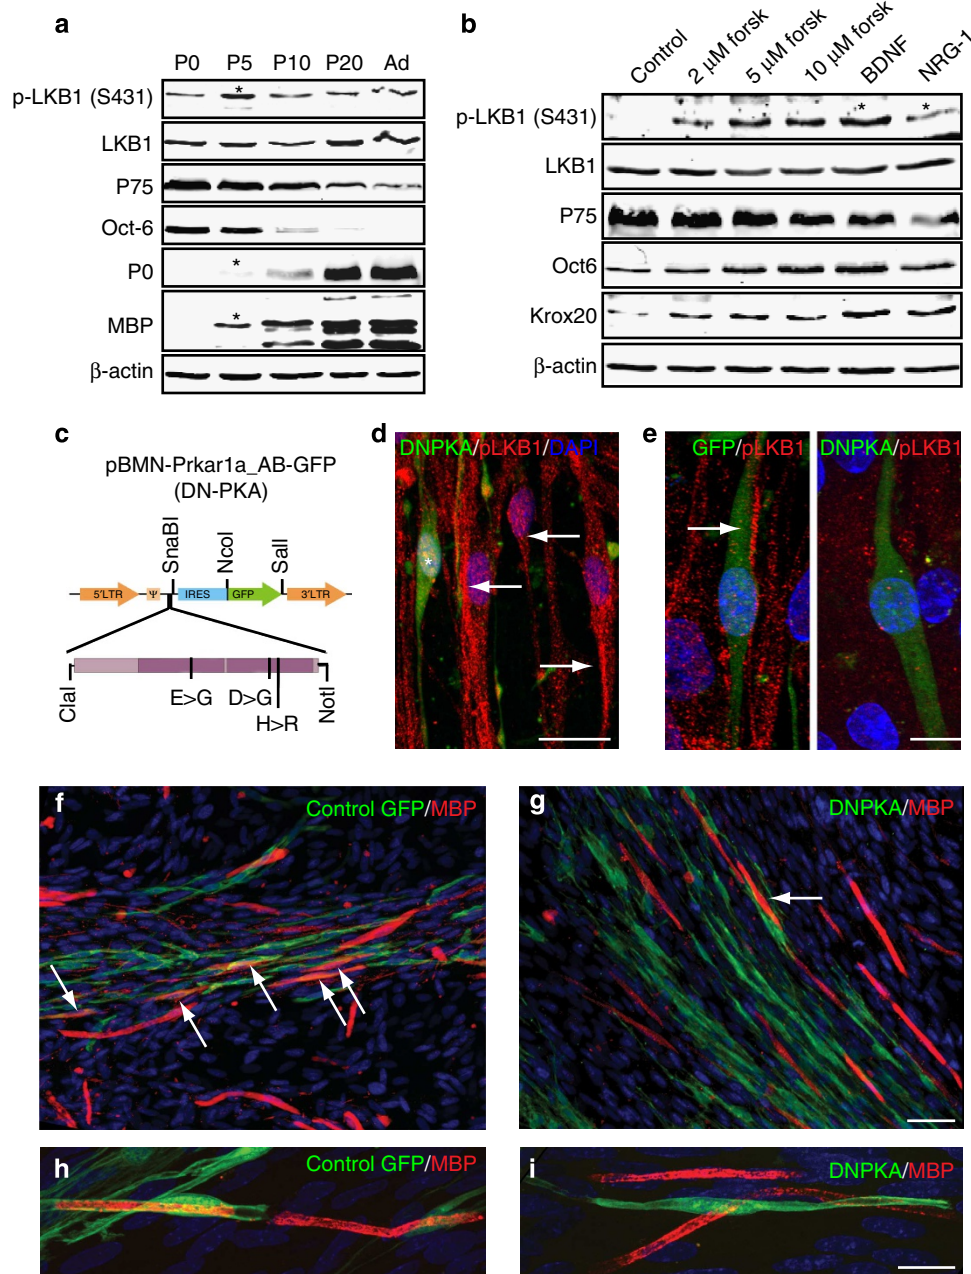 a
P0 P5 P10 P20 Ad
p-LKB1 (S431)
*
LKB1
P75
Oct-6
P0
*
MBP
*
β-actin
b
Control
2 μM forsk
5 μM forsk
10 μM forsk
BDNF
NRG-1
p-LKB1 (S431)
* *
LKB1
P75
Oct6
Krox20
β-actin
c
pBMN-Prkar1a_AB-GFP
(DN-PKA)
SnaBI
NcoI
SalI
5'LTR
Ψ
IRES
GFP
3'LTR
ClaI
E>G
D>G
H>R
NotI
d
DNPKA/pLKB1/DAPI
*
e
GFP/pLKB1
DNPKA/pLKB1
f
Control GFP/MBP
g
DNPKA/MBP
h
Control GFP/MBP
i
DNPKA/MBP